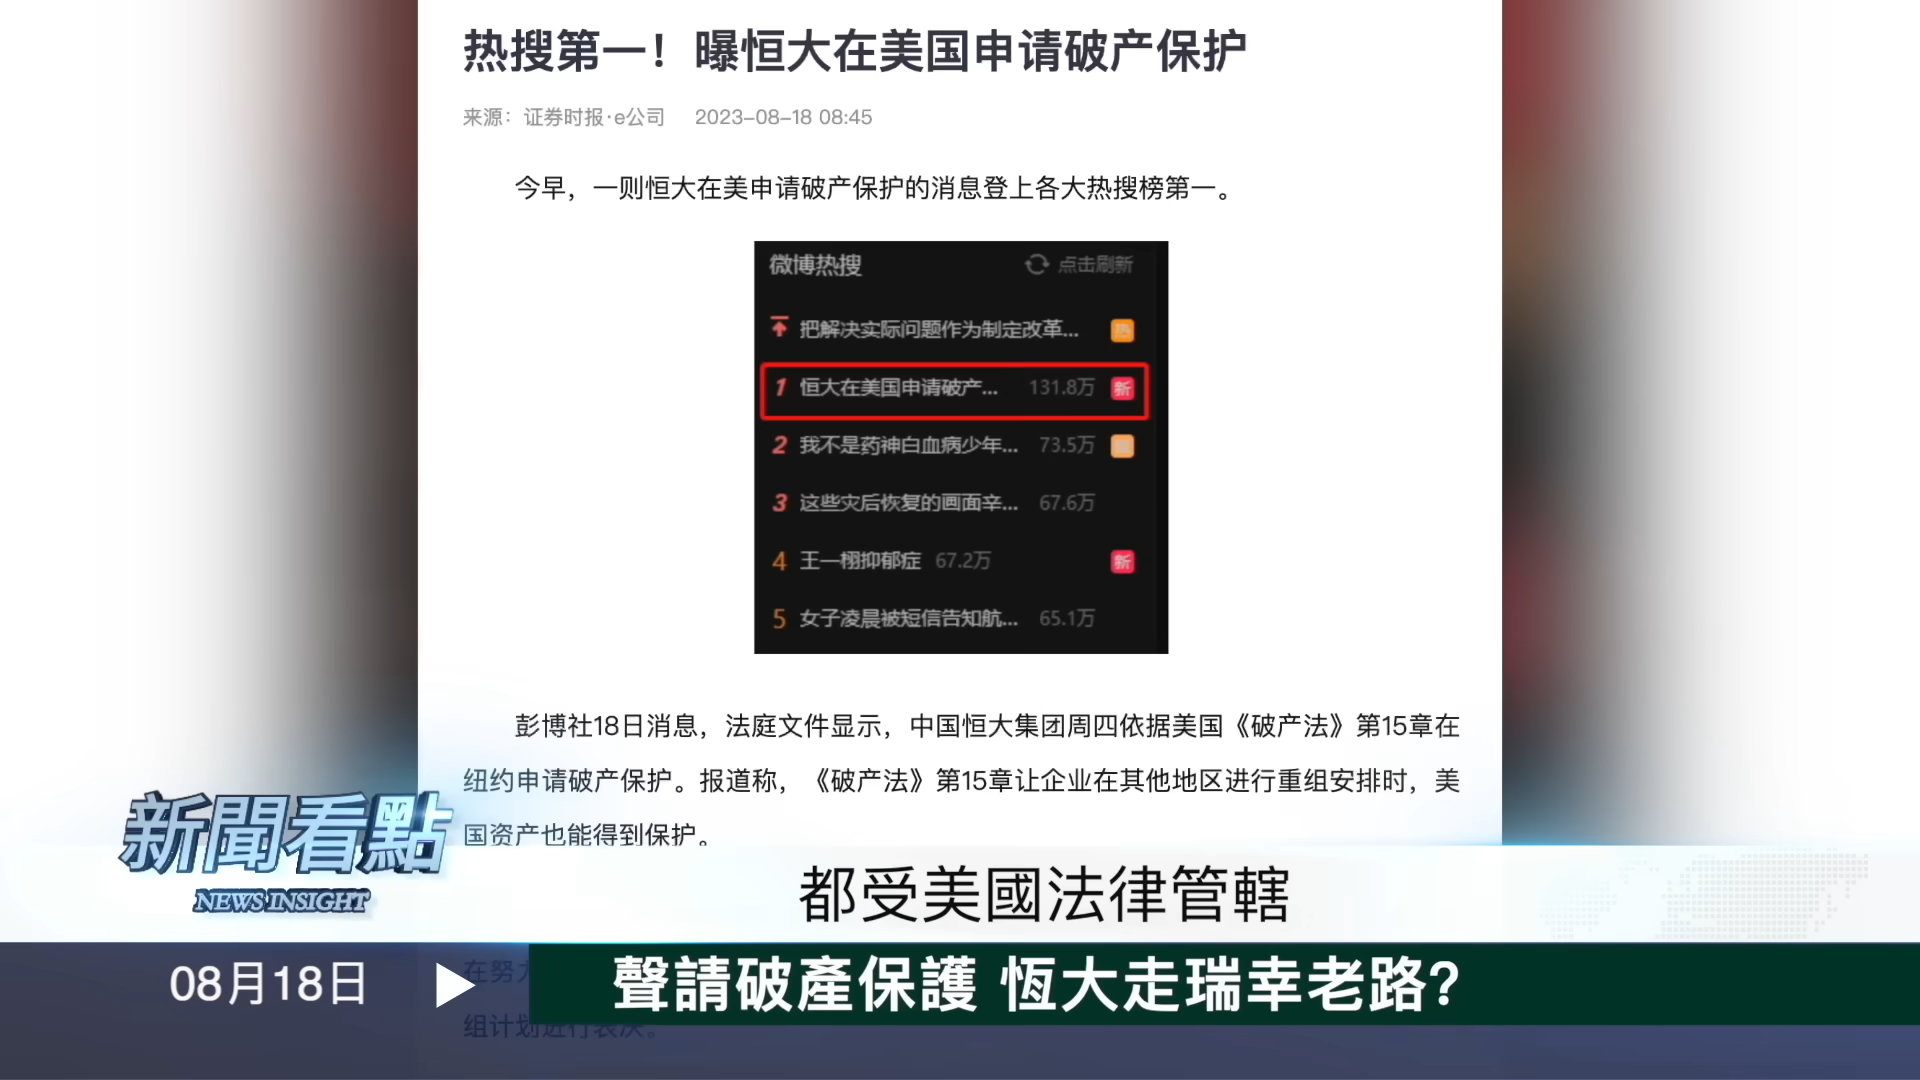 热搜第一！曝恒大在美国申请破产保护
来源：证券时报·e公司 2023-08-18 08:45
今早，一则恒大在美申请破产保护的消息登上各大热搜榜第一。
微博热搜 点击刷新
把解决实际问题作为制定改革... 热
1 恒大在美国申请破产... 131.8万 新
2 我不是药神白血病少年... 73.5万
3 这些灾后恢复的画面辛... 67.6万
4 王一栩抑郁症 67.2万 新
5 女子凌晨被短信告知航... 65.1万
彭博社18日消息，法庭文件显示，中国恒大集团周四依据美国《破产法》第15章在
纽约申请破产保护。报道称，《破产法》第15章让企业在其他地区进行重组安排时，美
国资产也能得到保护。
新聞看點
NEWS INSIGHT
都受美國法律管轄
在努力
08月18日
聲請破產保護 恆大走瑞幸老路?
组计划进行表决。